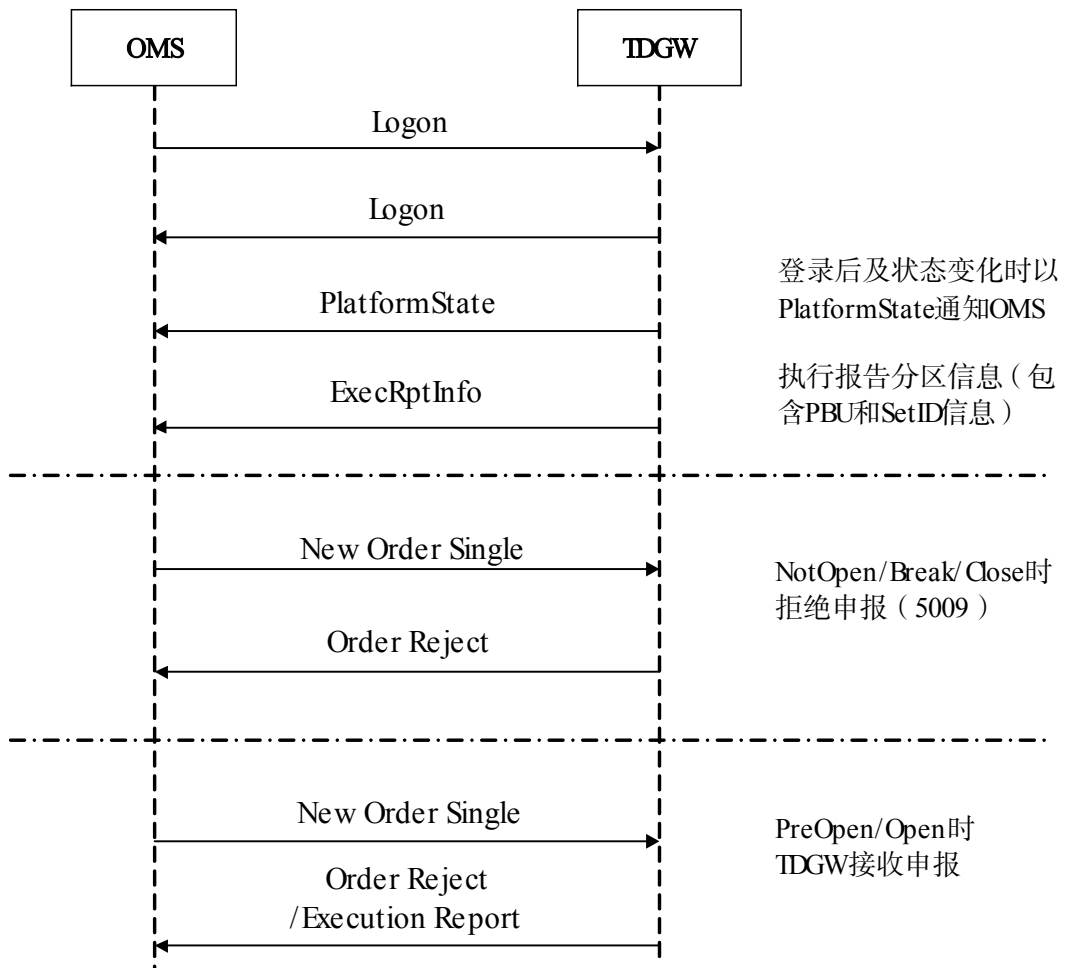 OMS
TDGW
Logon
Logon
登录后及状态变化时以
PlatformState通知OMS
PlatformState
执行报告分区信息（包
含PBU和SetID信息）
ExecRptInfo
New Order Single
NotOpen/Break/Close时
拒绝申报（5009）
Order Reject
New Order Single
PreOpen/Open时
TDGW接收申报
Order Reject
/Execution Report